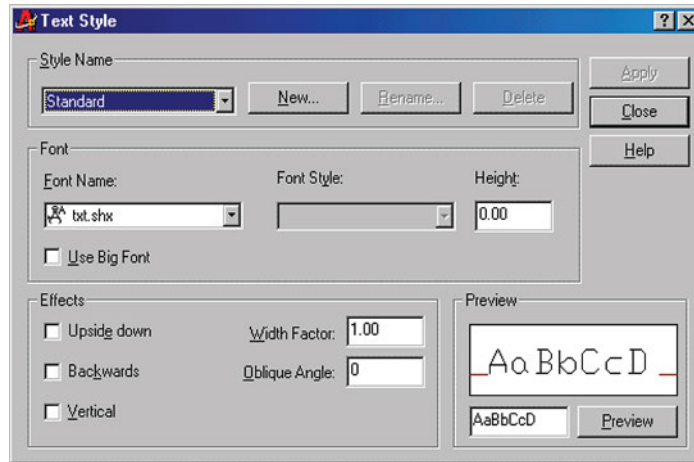 Text Style
Style Name
Standard
New...
Rename...
Delete
Apply
Close
Help
Font
Font Name:
Font Style:
Height:
txt.shx
0.00
Use Big Font
Effects
Upside down
Width Factor:
1.00
Backwards
Oblique Angle:
0
Vertical
Preview
AaBbCcD
AaBbCcD
Preview